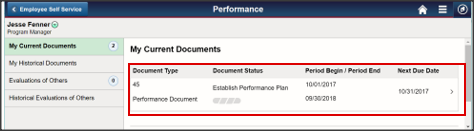 Employee Self Service
Performance
Jesse Fenner
Program Manager
My Current Documents 2
My Historical Documents
Evaluations of Others 0
Historical Evaluations of Others
My Current Documents
Document Type Document Status Period Begin / Period End Next Due Date
45 Establish Performance Plan 10/01/2017 10/31/2017
Performance Document 09/30/2018